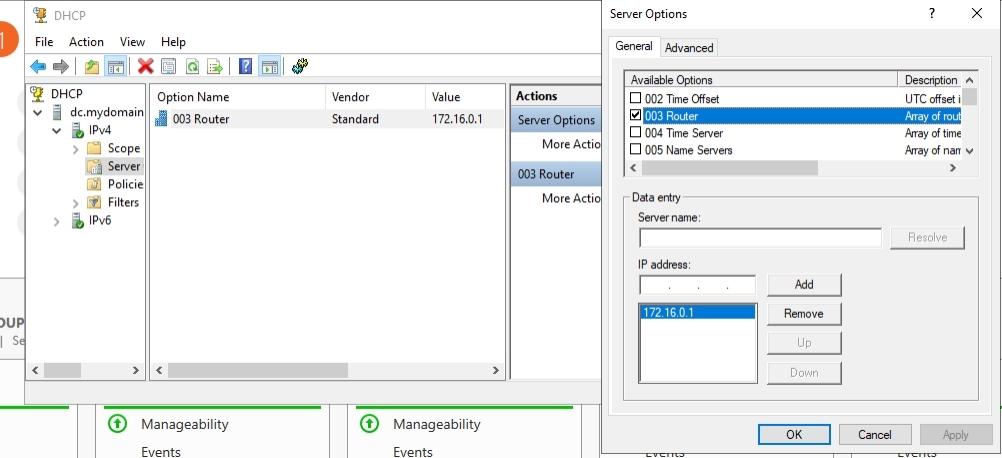 1
DHCP
File Action View Help
DHCP
dc.mydomain
IPv4
Scope
Server
Policie
Filters
IPv6
Option Name Vendor Value
003 Router Standard 172.16.0.1
Actions
Server Options
More Actio
003 Router
More Actio
OUP
| Se
Manageability
Events
Manageability
Events
Events
Events
Server Options
? ×
General Advanced
Available Options Description
002 Time Offset UTC offset i
003 Router Array of rout
004 Time Server Array of time
005 Name Servers Array of nam
Data entry
Server name:
Resolve
IP address:
. . . Add
172.16.0.1 Remove
Up
Down
OK Cancel Apply